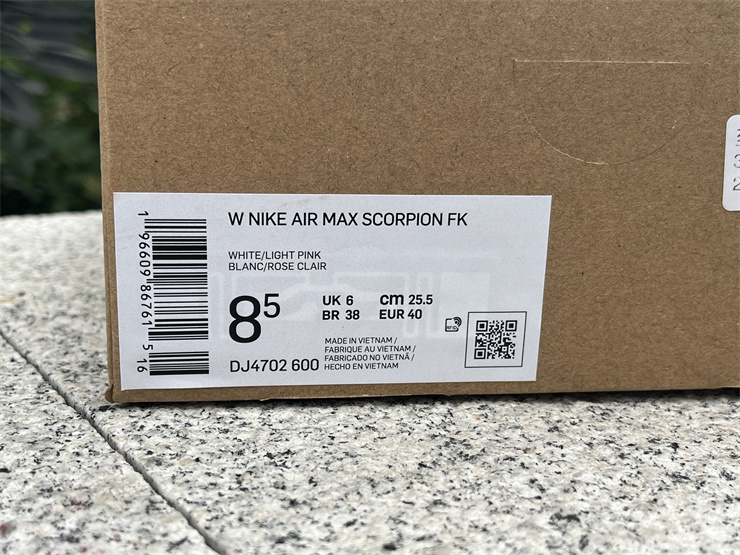 W NIKE AIR MAX SCORPION FK
WHITE/LIGHT PINK
BLANC/ROSE CLAIR
8⁵
UK 6 cm 25.5
BR 38 EUR 40
DJ4702 600
MADE IN VIETNAM /
FABRIQUE AU VIETNAM /
FABRICADO NO VIETNÃ /
HECHO EN VIETNAM
RFID
1 96609 86761 5 16
3
2